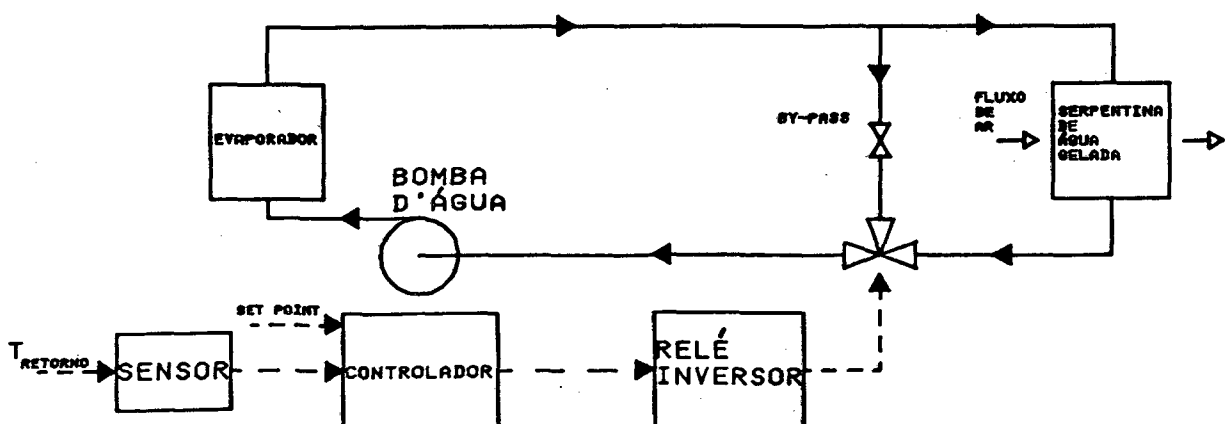 EVAPORADOR
BOMBA
D'ÁGUA
BY-PASS
FLUXO
DE
AR
SERPENTINA
DE
ÁGUA
GELADA
SET POINT
TRETORNO
SENSOR
CONTROLADOR
RELÉ
INVERSOR